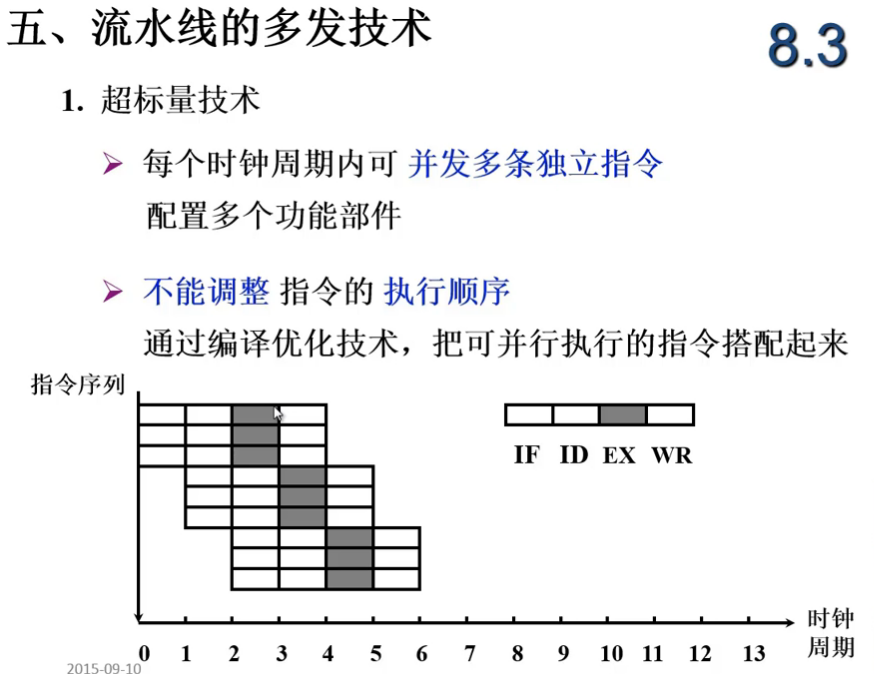 五、流水线的多发技术
8.3
1. 超标量技术
每个时钟周期内可 并发多条独立指令
配置多个功能部件
不能调整 指令的 执行顺序
通过编译优化技术，把可并行执行的指令搭配起来
指令序列
IF ID EX WR
时钟
周期
0 1 2 3 4 5 6 7 8 9 10 11 12 13
2015-09-10